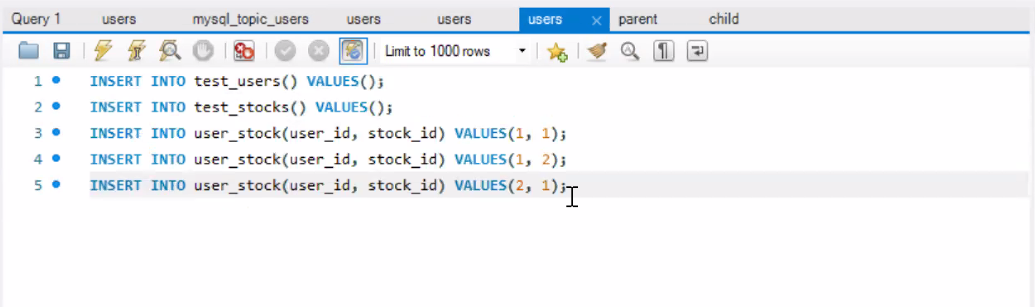 Query 1 users mysql_topic_users users users users parent child
Limit to 1000 rows
1 INSERT INTO test_users() VALUES();
2 INSERT INTO test_stocks() VALUES();
3 INSERT INTO user_stock(user_id, stock_id) VALUES(1, 1);
4 INSERT INTO user_stock(user_id, stock_id) VALUES(1, 2);
5 INSERT INTO user_stock(user_id, stock_id) VALUES(2, 1);